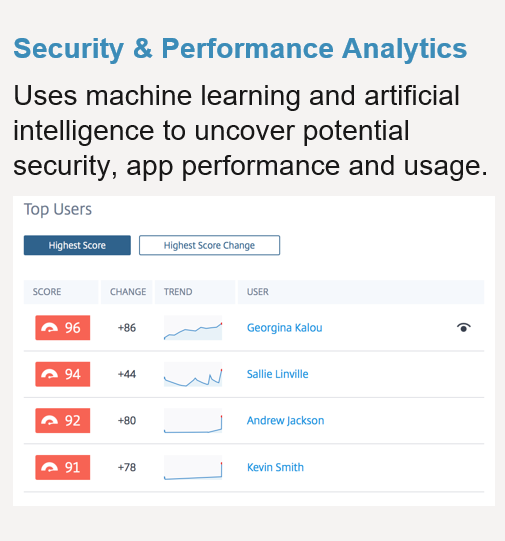 Security & Performance Analytics
Uses machine learning and artificial
intelligence to uncover potential
security, app performance and usage.
Top Users
Highest Score Highest Score Change
SCORE CHANGE TREND USER
96 +86 Georgina Kalou
94 +44 Sallie Linville
92 +80 Andrew Jackson
91 +78 Kevin Smith